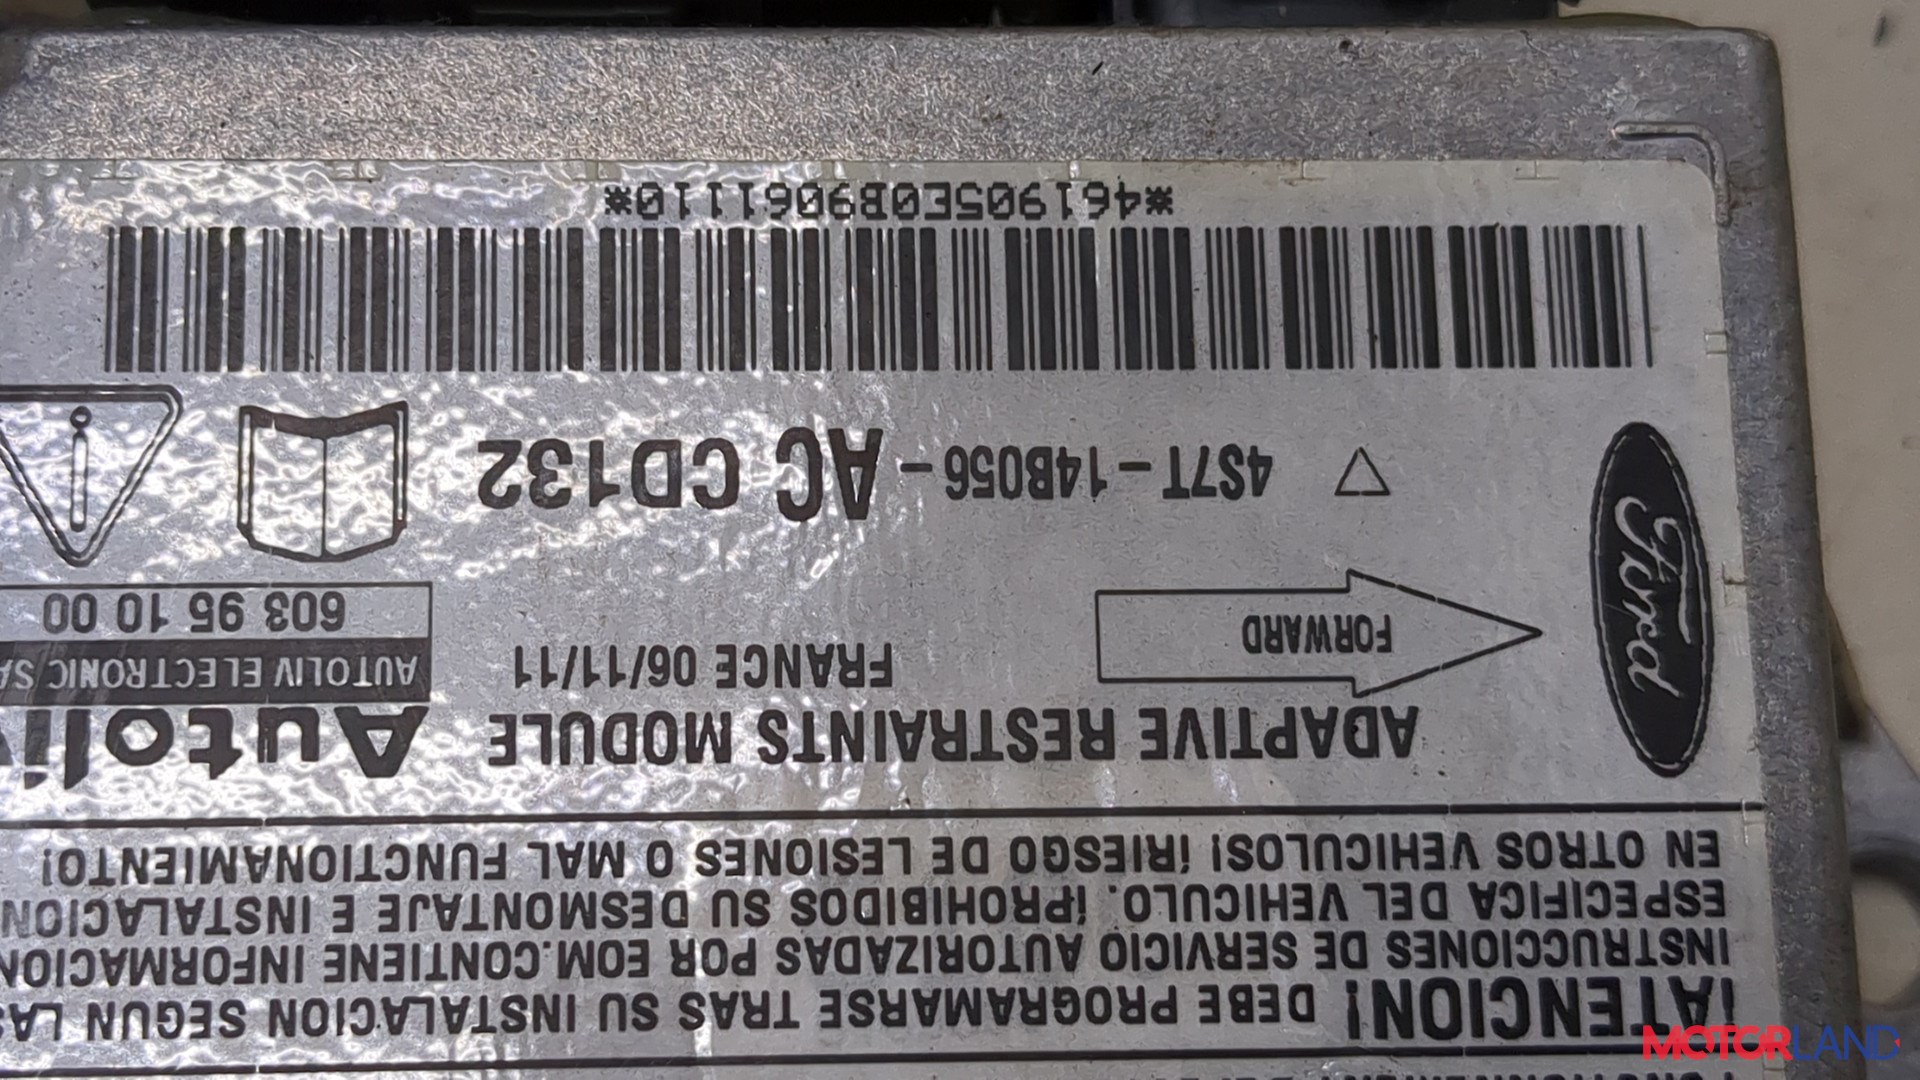 ¡ATENCION! DEBE PROGRAMARSE TRAS SU INSTALACION SEGUN LAS
INSTRUCCIONES DE SERVICIO AUTORIZADAS POR EOM.CONTIENE INFORMACION
ESPECIFICA DEL VEHICULO. ¡PROHIBIDOS SU DESMONTAJE E INSTALACION
EN OTROS VEHICULOS! ¡RIESGO DE LESIONES O MAL FUNCTIONAMIENTO!
Ford
ADAPTIVE RESTRAINTS MODULE
Autoliv
FORWARD
FRANCE 06/11/11
AUTOLIV ELECTRONIC SA
603 95 10 00
4S7T-14B056-AC CD132
*461905E0B9061110*
MOTORLAND